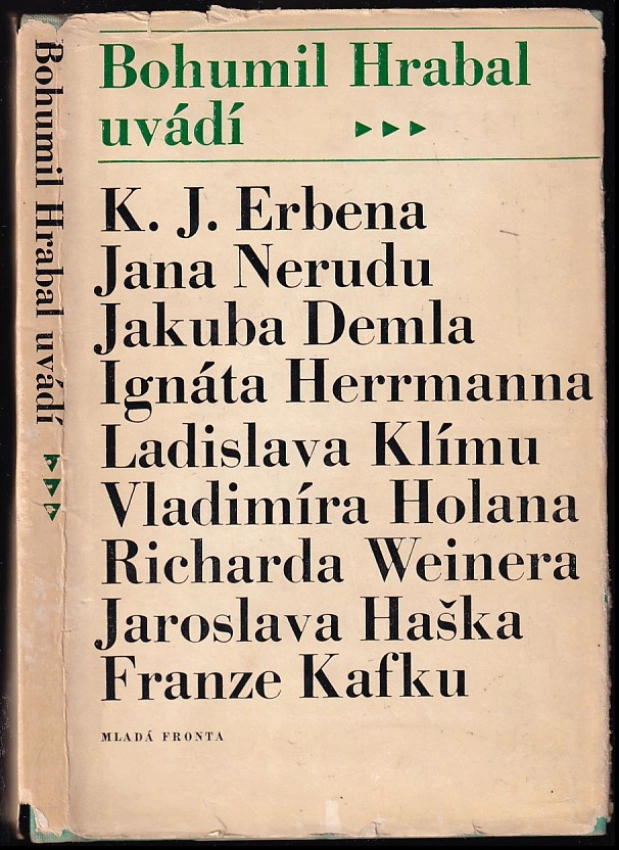 Bohumil Hrabal uvádí ▶▶▶
Bohumil Hrabal
uvádí ▶▶▶
K. J. Erbena
Jana Nerudu
Jakuba Demla
Ignáta Herrmanna
Ladislava Klímu
Vladimíra Holana
Richarda Weinera
Jaroslava Haška
Franze Kafku
MLADÁ FRONTA